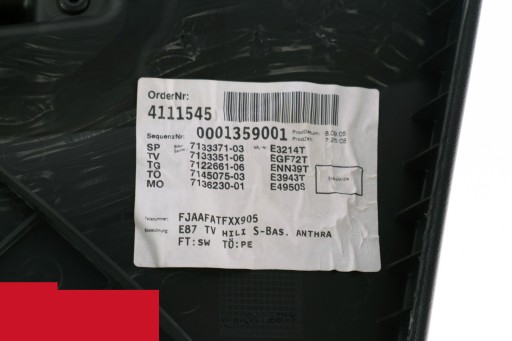 OrderNr:
4111545
SequenzNr: 0001359001
SP 7133371-03 E3214T
TV 7133351-06 EGF72T
TG 7122661-06 ENN39T
TÖ 7145075-03 E3943T
MO 7136230-01 E4950S
FJAAFATFXX905
E87 TV HILI S-BAS. ANTHRA
FT:SW TÖ:PE